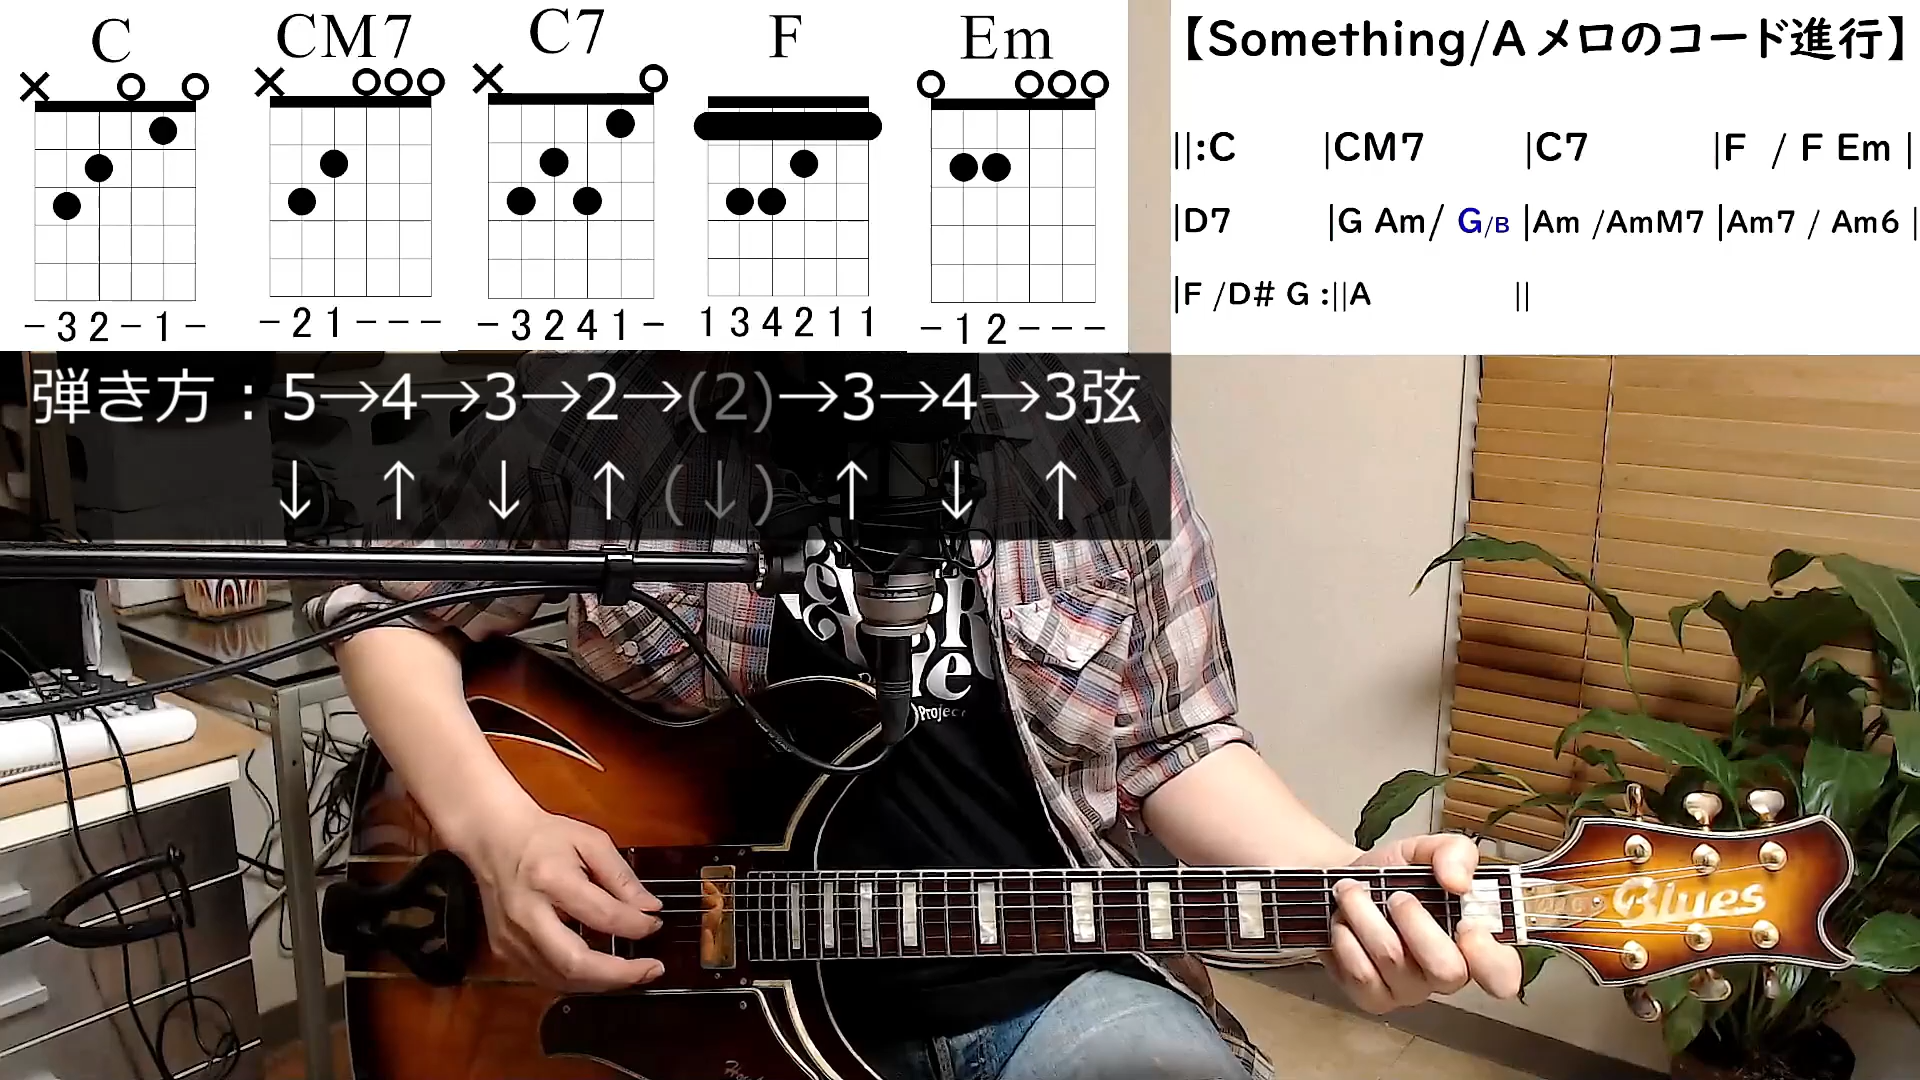 C CM7 C7 F Em
-32-1- -21--- -3241- 134211 -12---
【Something/Aメロのコード進行】
||:C |CM7 |C7 |F / F Em |
|D7 |G Am/ G/B |Am /AmM7 |Am7 / Am6 |
|F /D# G :||A ||
弾き方：5→4→3→2→(2)→3→4→3弦
↓ ↑ ↓ ↑ (↓) ↑ ↓ ↑
Project
Blues